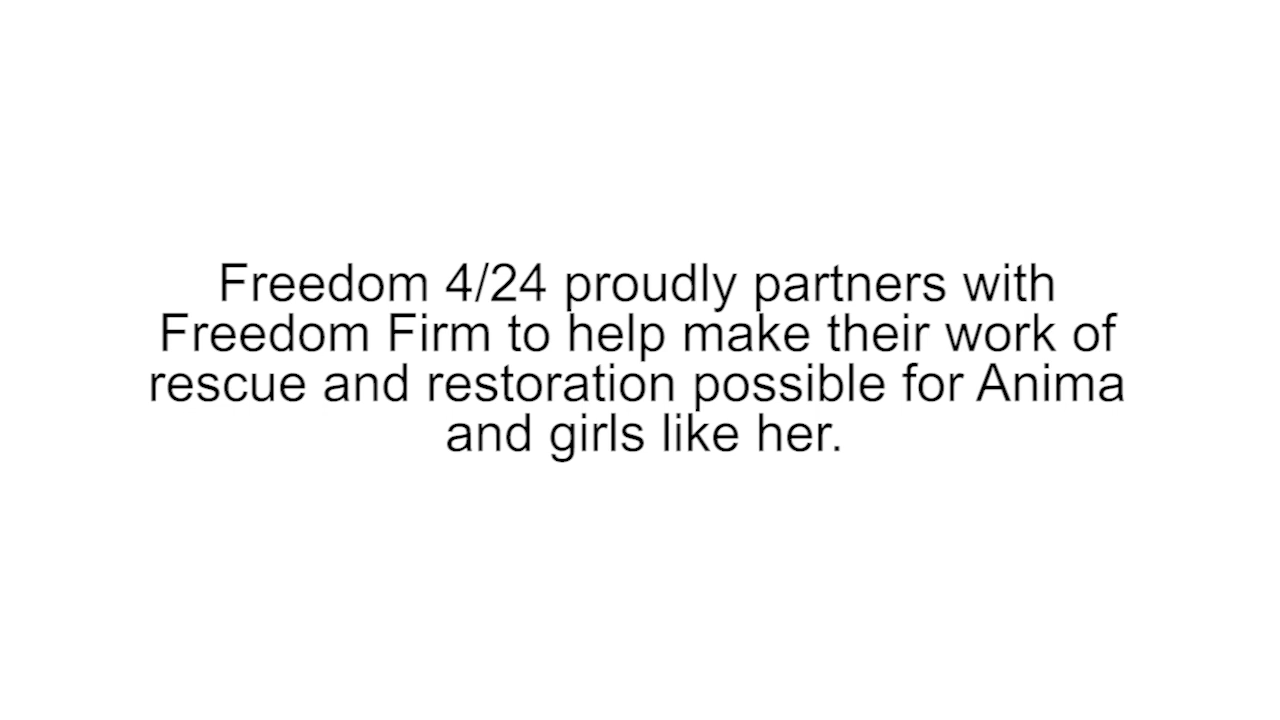 Freedom 4/24 proudly partners with
Freedom Firm to help make their work of
rescue and restoration possible for Anima
and girls like her.